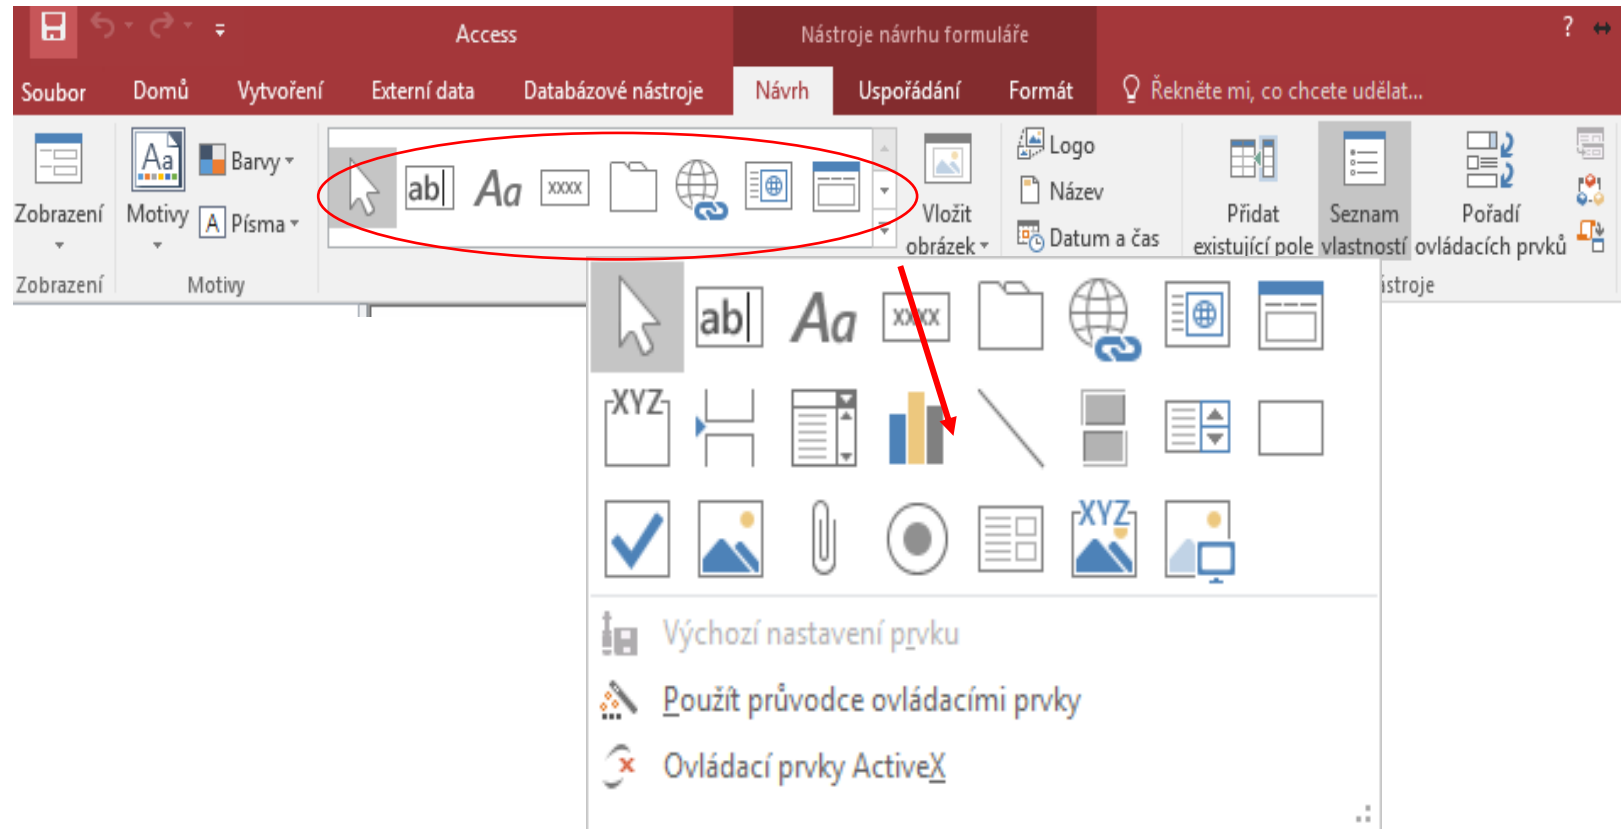 Access
Nástroje návrhu formuláře
?
Soubor
Domů
Vytvoření
Externí data
Databázové nástroje
Návrh
Uspořádání
Formát
Řekněte mi, co chcete udělat...
Zobrazení
Aa
Motivy
Barvy
A Písma
ab
Aa
xxxx
Vložit
obrázek
Logo
Název
Datum a čas
Přidat
existující pole
Seznam
vlastností
Pořadí
ovládacích prvků
Zobrazení
Motivy
ístroje
ab
Aa
XXXX
XYZ
XYZ
Výchozí nastavení prvku
Použít průvodce ovládacími prvky
Ovládací prvky ActiveX